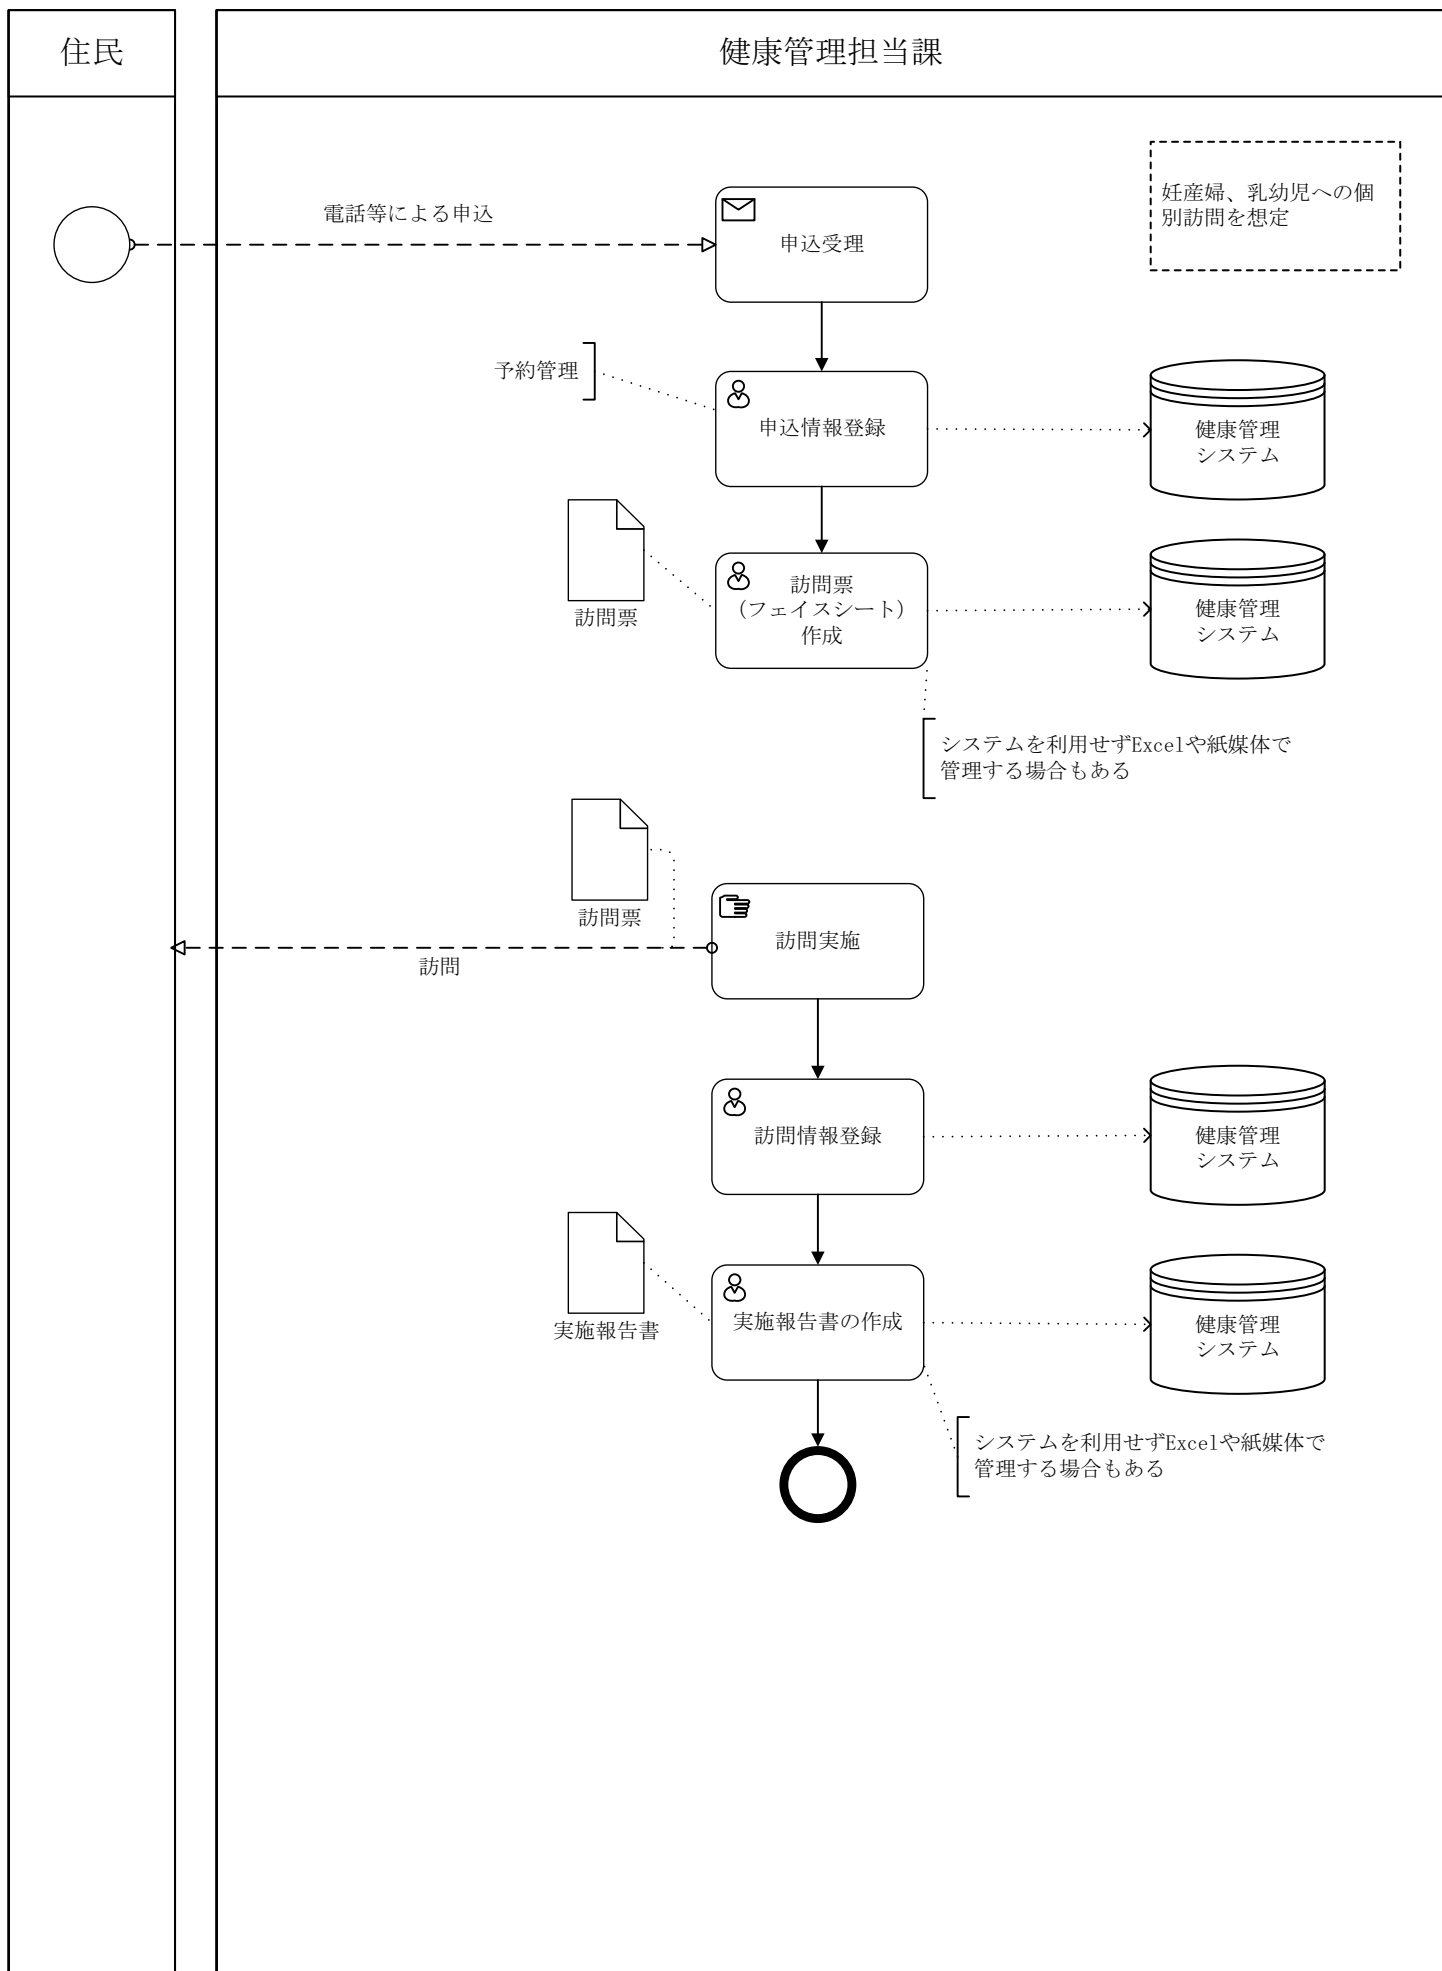 住民
健康管理担当課
妊産婦、乳幼児への個
別訪問を想定
電話等による申込
申込受理
予約管理
申込情報登録
健康管理
システム
訪問票
訪問票
（フェイスシート）
作成
健康管理
システム
システムを利用せずExcelや紙媒体で
管理する場合もある
訪問票
訪問実施
訪問
訪問情報登録
健康管理
システム
実施報告書
実施報告書の作成
健康管理
システム
システムを利用せずExcelや紙媒体で
管理する場合もある